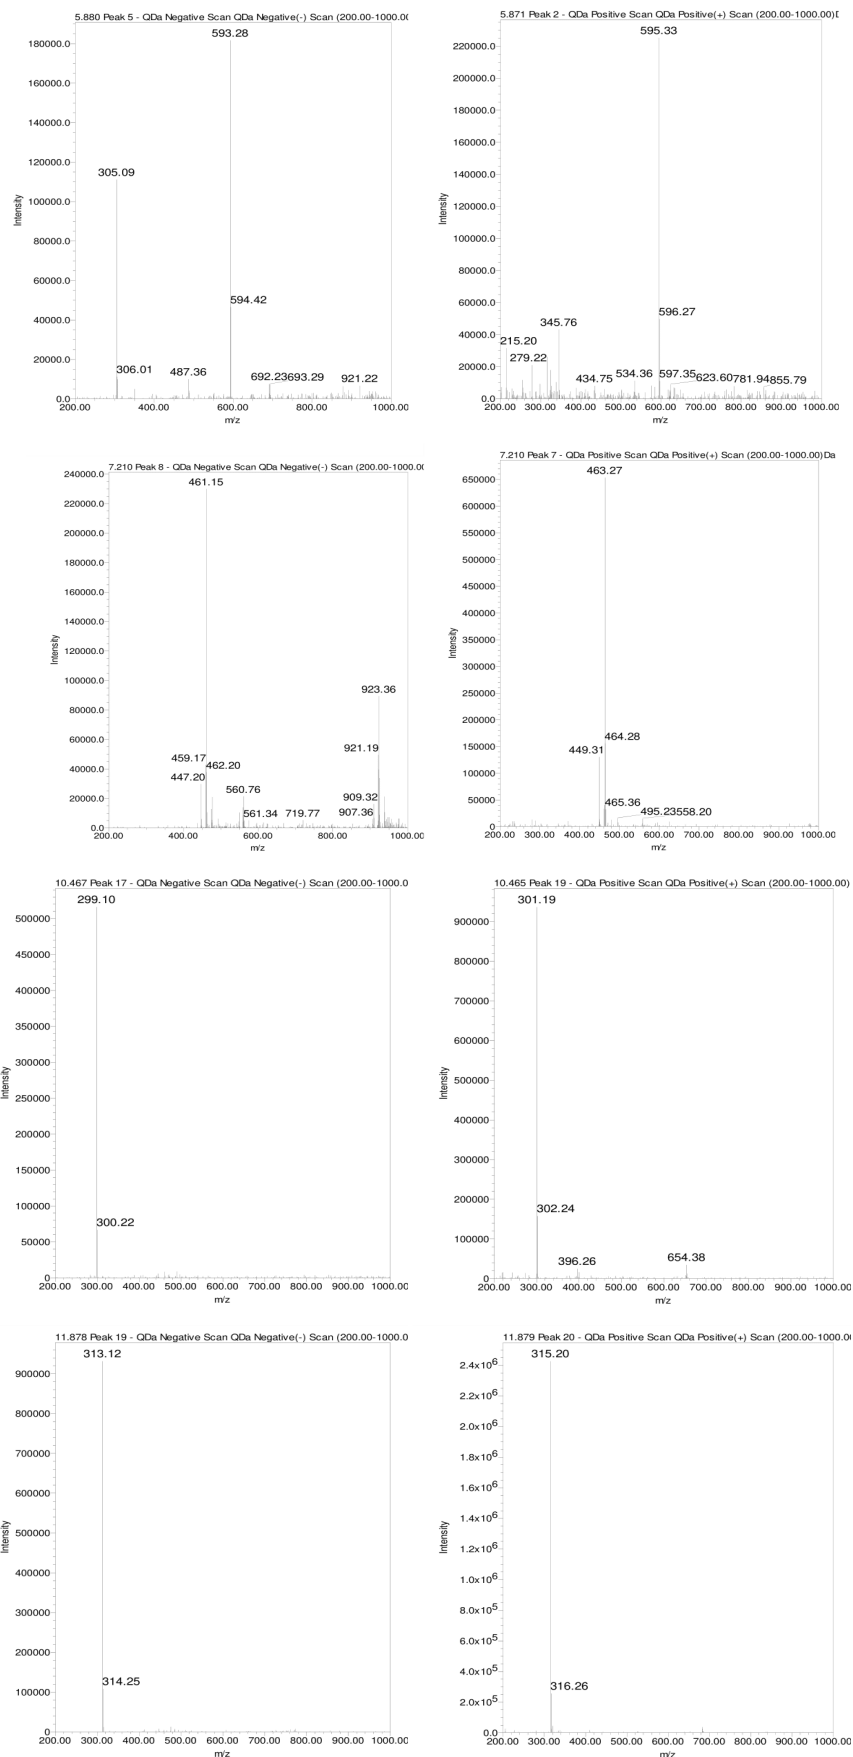 5.880 Peak 5 - QDa Negative Scan QDa Negative(-) Scan (200.00-1000.00
593.28
180000.0
160000.0
140000.0
120000.0
305.09
100000.0
Intensity
80000.0
60000.0
594.42
40000.0
20000.0
306.01
487.36
692.23693.29
921.22
0.0
200.00 400.00 600.00 800.00 1000.00
m/z
5.871 Peak 2 - QDa Positive Scan QDa Positive(+) Scan (200.00-1000.00)D
595.33
220000.0
200000.0
180000.0
160000.0
140000.0
Intensity
120000.0
100000.0
80000.0
60000.0
596.27
345.76
40000.0
215.20
279.22
20000.0
434.75
534.36
597.35
623.60781.94855.79
0.0
200.00 300.00 400.00 500.00 600.00 700.00 800.00 900.00 1000.00
m/z
7.210 Peak 8 - QDa Negative Scan QDa Negative(-) Scan (200.00-1000.00
240000.0
461.15
220000.0
200000.0
180000.0
160000.0
140000.0
Intensity
120000.0
100000.0
923.36
80000.0
60000.0
921.19
459.17
462.20
40000.0
447.20
560.76
20000.0
909.32
561.34
719.77
907.36
0.0
200.00 400.00 600.00 800.00 1000.00
m/z
7.210 Peak 7 - QDa Positive Scan QDa Positive(+) Scan (200.00-1000.00)Da
463.27
650000
600000
550000
500000
450000
400000
Intensity
350000
300000
250000
200000
464.28
150000
449.31
100000
50000
465.36
495.23558.20
0
200.00 300.00 400.00 500.00 600.00 700.00 800.00 900.00 1000.00
m/z
10.467 Peak 17 - QDa Negative Scan QDa Negative(-) Scan (200.00-1000.0
299.10
500000
450000
400000
350000
300000
Intensity
250000
200000
150000
100000
300.22
50000
0
200.00 300.00 400.00 500.00 600.00 700.00 800.00 900.00 1000.00
m/z
10.465 Peak 19 - QDa Positive Scan QDa Positive(+) Scan (200.00-1000.00)
301.19
900000
800000
700000
600000
Intensity
500000
400000
300000
200000
302.24
100000
396.26
654.38
0
200.00 300.00 400.00 500.00 600.00 700.00 800.00 900.00 1000.00
m/z
11.878 Peak 19 - QDa Negative Scan QDa Negative(-) Scan (200.00-1000.0
313.12
900000
800000
700000
600000
500000
Intensity
400000
300000
200000
314.25
100000
0
200.00 300.00 400.00 500.00 600.00 700.00 800.00 900.00 1000.00
m/z
11.879 Peak 20 - QDa Positive Scan QDa Positive(+) Scan (200.00-1000.00
315.20
2.4x10⁶
2.2x10⁶
2.0x10⁶
1.8x10⁶
1.6x10⁶
1.4x10⁶
Intensity
1.2x10⁶
1.0x10⁶
8.0x10⁵
6.0x10⁵
4.0x10⁵
316.26
2.0x10⁵
0.0
200.00 300.00 400.00 500.00 600.00 700.00 800.00 900.00 1000.00
m/z